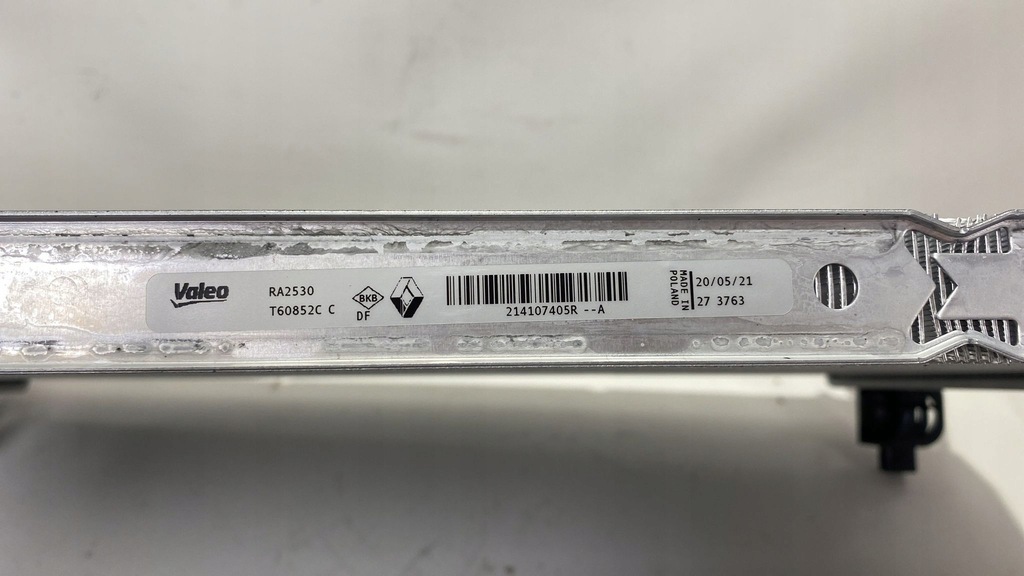 Valeo
RA2530
T60852C C
BKB
DF
214107405R --A
MADE IN
POLAND
20/05/21
27 3763